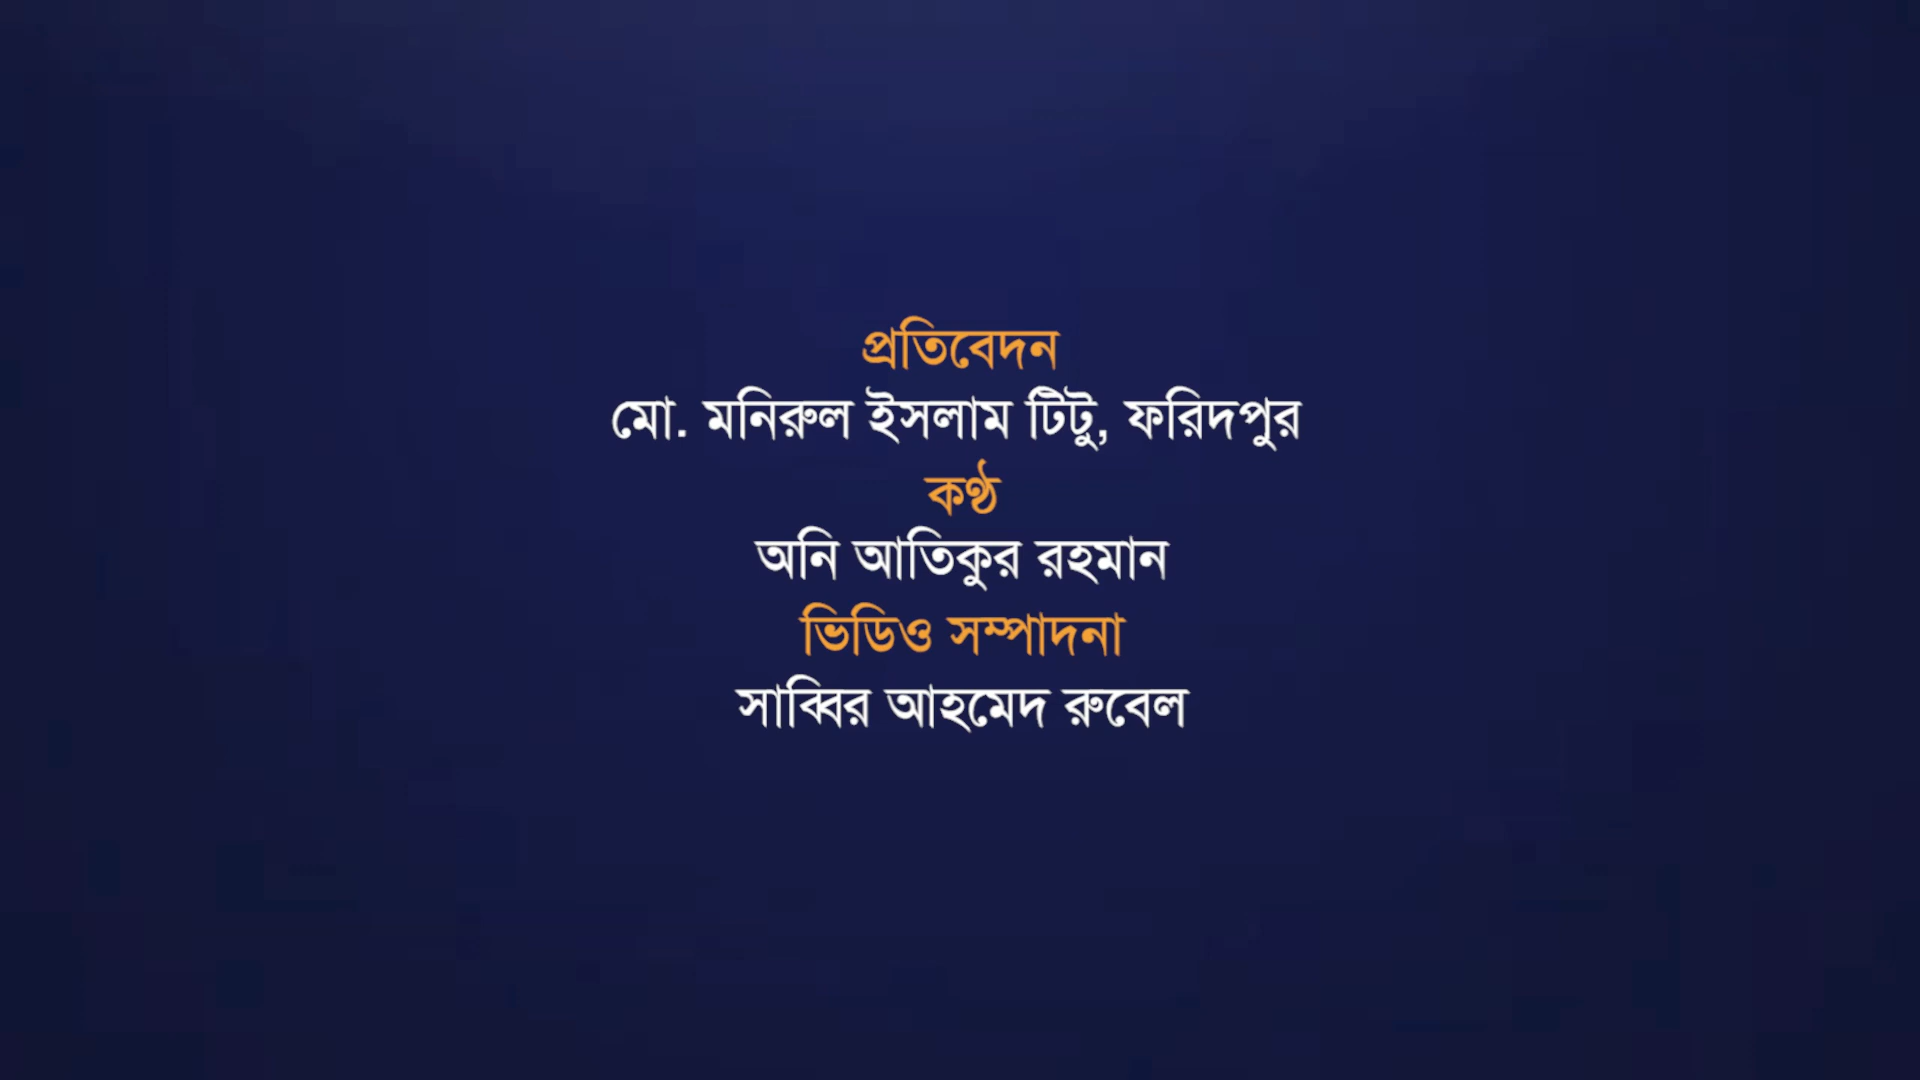 প্রতিবেদন
মো. মনিরুল ইসলাম টিটু, ফরিদপুর
কণ্ঠ
অনি আতিকুর রহমান
ভিডিও সম্পাদনা
সাব্বির আহমেদ রুবেল